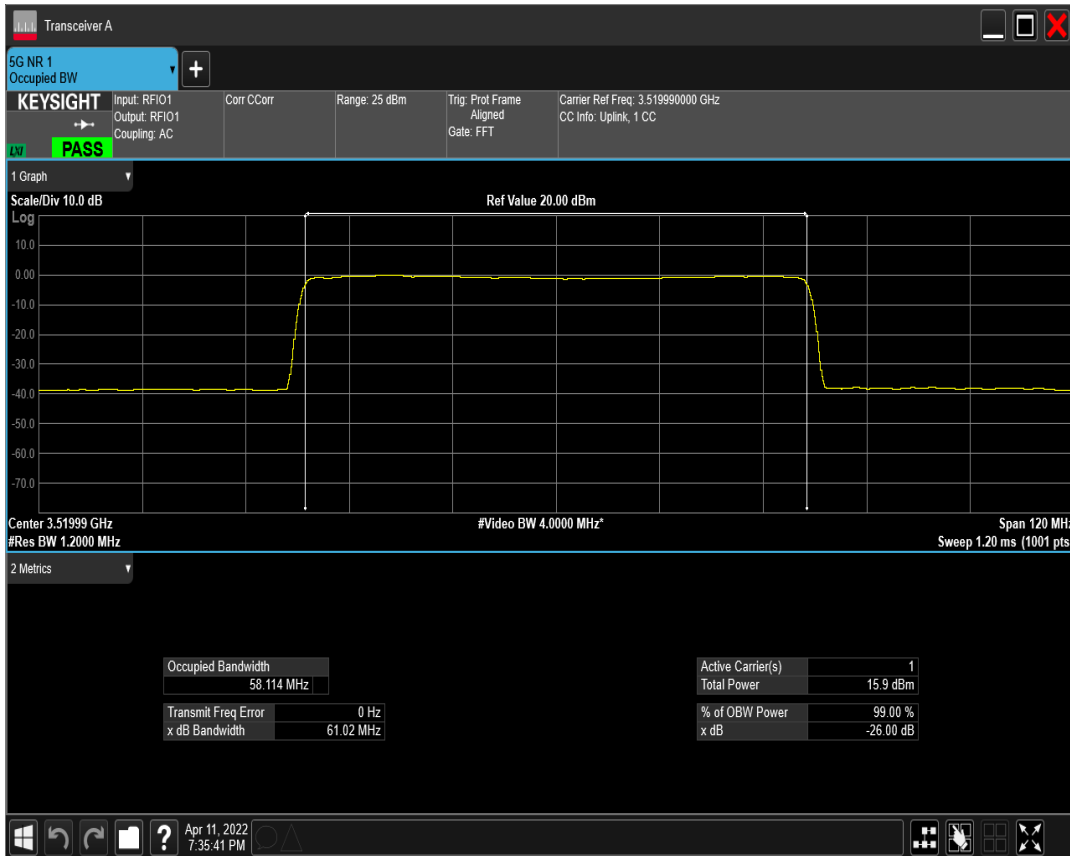 Transceiver A
5G NR 1
Occupied BW
+
KEYSIGHT
LXI
PASS
Input: RFIO1
Output: RFIO1
Coupling: AC
Corr CCorr
Range: 25 dBm
Trig: Prot Frame
Aligned
Gate: FFT
Carrier Ref Freq: 3.519990000 GHz
CC Info: Uplink, 1 CC
1 Graph
Scale/Div 10.0 dB
Ref Value 20.00 dBm
Log
10.0
0.00
-10.0
-20.0
-30.0
-40.0
-50.0
-60.0
-70.0
Center 3.51999 GHz
#Video BW 4.0000 MHz*
Span 120 MHz
#Res BW 1.2000 MHz
Sweep 1.20 ms (1001 pts
2 Metrics
Occupied Bandwidth
58.114 MHz
Transmit Freq Error 0 Hz
x dB Bandwidth 61.02 MHz
Active Carrier(s) 1
Total Power 15.9 dBm
% of OBW Power 99.00 %
x dB -26.00 dB
?
Apr 11, 2022
7:35:41 PM